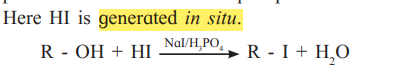 Here HI is generated in situ.
NaI/H₃PO₄
R - OH + HI ⟶ R - I + H₂O